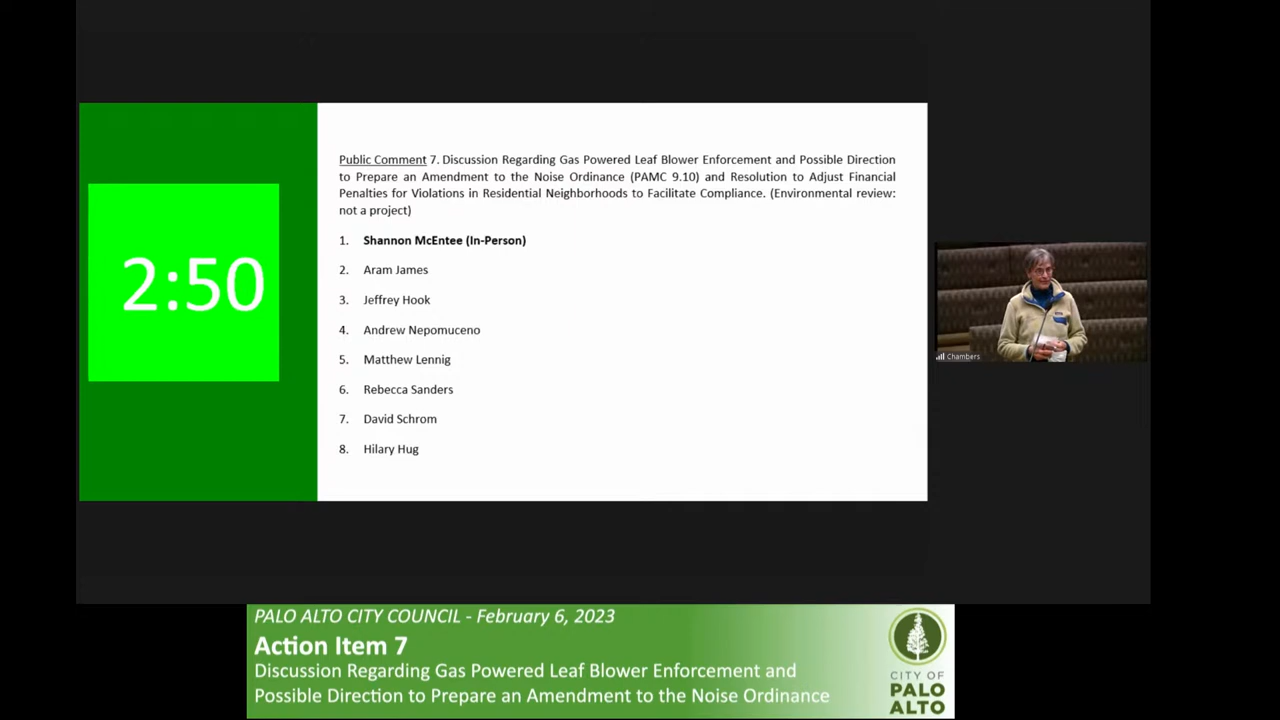 2:50
Public Comment 7. Discussion Regarding Gas Powered Leaf Blower Enforcement and Possible Direction
to Prepare an Amendment to the Noise Ordinance (PAMC 9.10) and Resolution to Adjust Financial
Penalties for Violations in Residential Neighborhoods to Facilitate Compliance. (Environmental review:
not a project)
1. Shannon McEntee (In-Person)
2. Aram James
3. Jeffrey Hook
4. Andrew Nepomuceno
5. Matthew Lennig
6. Rebecca Sanders
7. David Schrom
8. Hilary Hug
Chambers
PALO ALTO CITY COUNCIL - February 6, 2023
Action Item 7
Discussion Regarding Gas Powered Leaf Blower Enforcement and
Possible Direction to Prepare an Amendment to the Noise Ordinance
CITY OF
PALO
ALTO